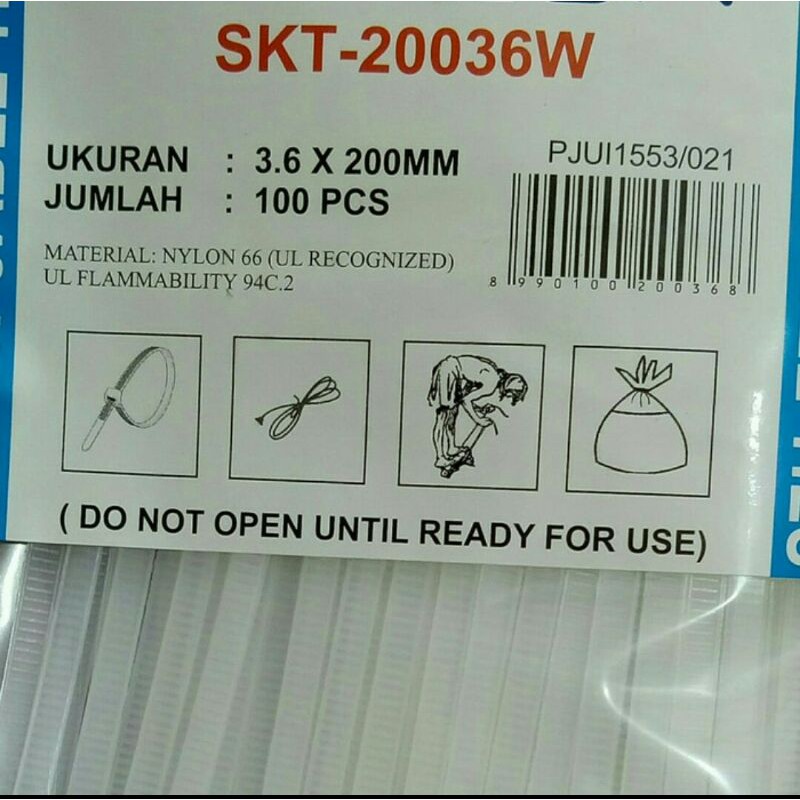 SKT-20036W
UKURAN : 3.6 X 200MM
JUMLAH : 100 PCS
PJUI1553/021
8 990100 200368
MATERIAL: NYLON 66 (UL RECOGNIZED)
UL FLAMMABILITY 94C.2
( DO NOT OPEN UNTIL READY FOR USE)